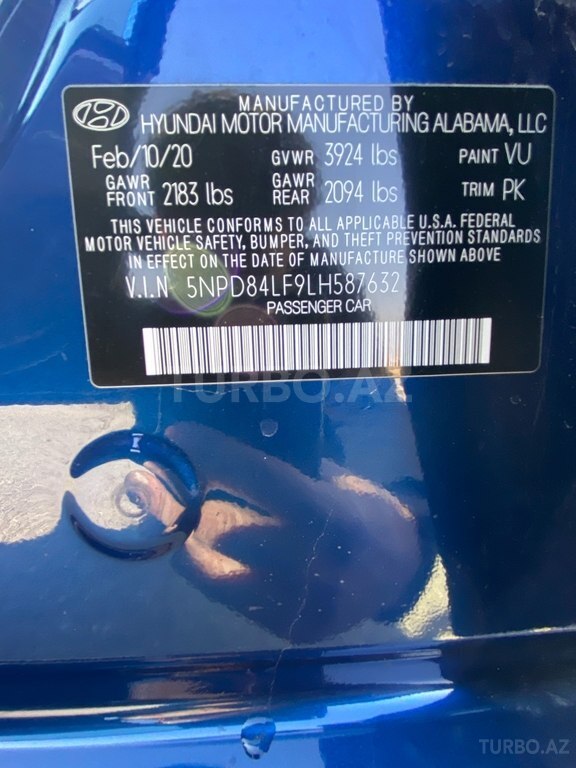 MANUFACTURED BY
HYUNDAI MOTOR MANUFACTURING ALABAMA, LLC
Feb/10/20 GVWR 3924 lbs PAINT VU
GAWR FRONT 2183 lbs GAWR REAR 2094 lbs TRIM PK
THIS VEHICLE CONFORMS TO ALL APPLICABLE U.S.A. FEDERAL
MOTOR VEHICLE SAFETY, BUMPER, AND THEFT PREVENTION STANDARDS
IN EFFECT ON THE DATE OF MANUFACTURE SHOWN ABOVE
V.I.N 5NPD84LF9LH587632
PASSENGER CAR
TURBO.AZ
TURBO.AZ